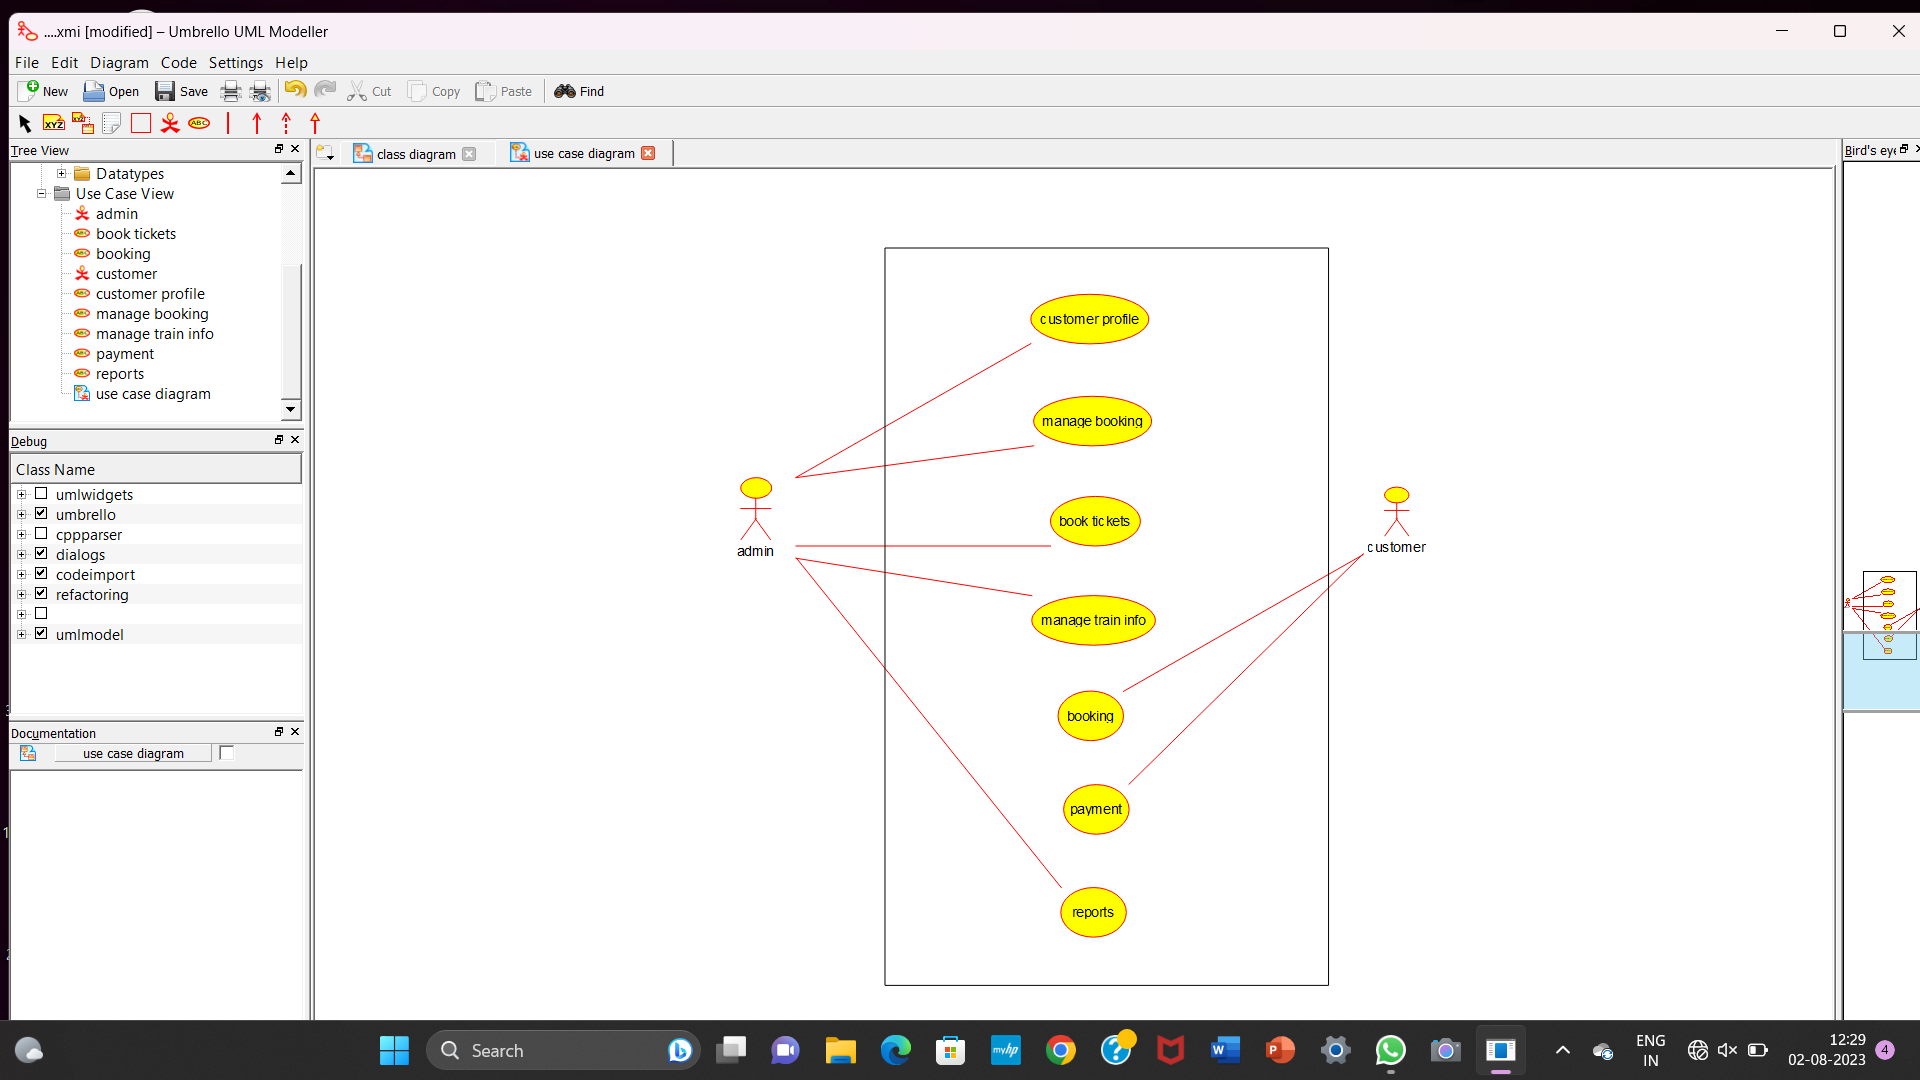 ....xmi [modified] – Umbrello UML Modeller
File Edit Diagram Code Settings Help
New Open Save Cut Copy Paste Find
XYZ XYZ ABC
Tree View
class diagram
use case diagram
Bird's eye
Datatypes
Use Case View
admin
book tickets
booking
customer
customer profile
manage booking
manage train info
payment
reports
use case diagram
Debug
Class Name
umlwidgets
umbrello
cppparser
dialogs
codeimport
refactoring
umlmodel
Documentation
use case diagram
customer profile
manage booking
book tickets
manage train info
booking
payment
reports
admin
customer
Search
myhp
ENG
IN
12:29
02-08-2023
4